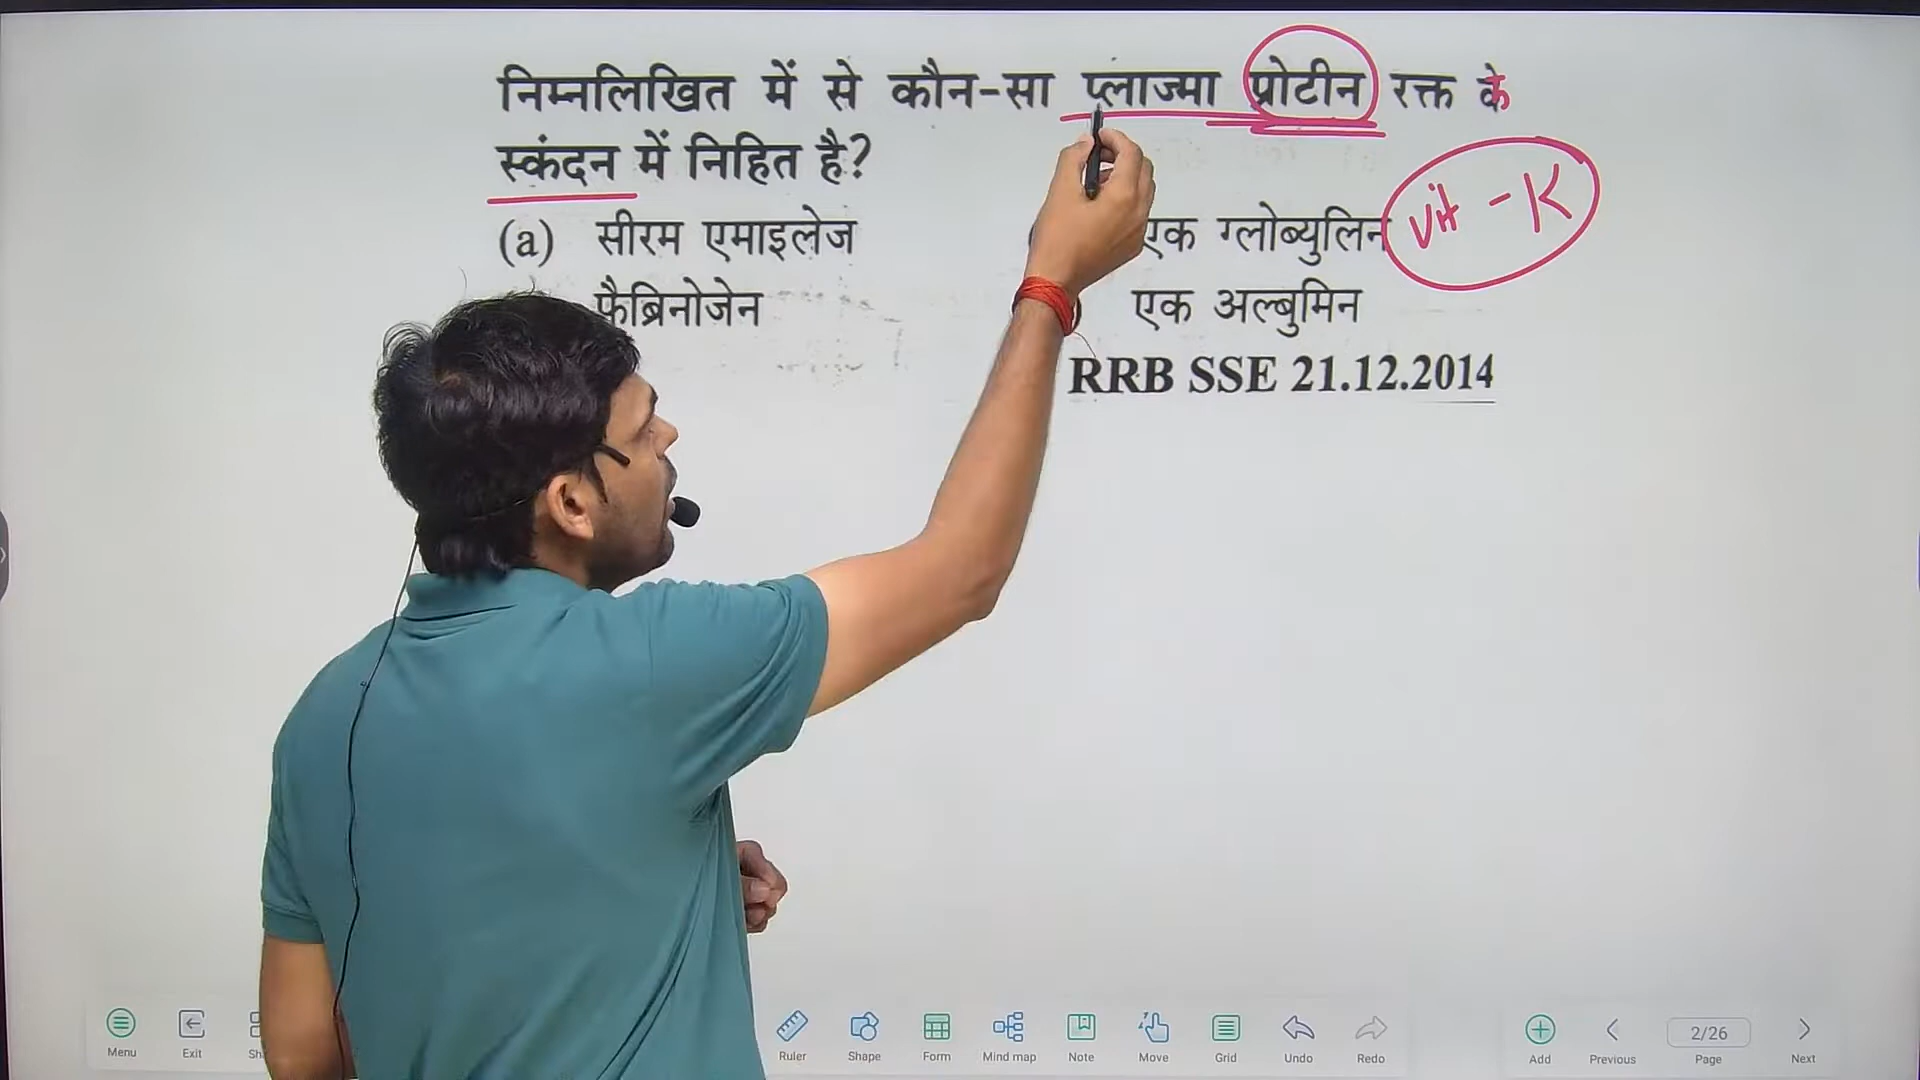 निम्नलिखित में से कौन-सा प्लाज्मा प्रोटीन रक्त के
स्कंदन में निहित है?
(a) सीरम एमाइलेज
एक ग्लोब्युलिन
vit - K
फैब्रिनोजेन
एक अल्बुमिन
RRB SSE 21.12.2014
Menu
Exit
Ruler
Shape
Form
Mind map
Note
Move
Grid
Undo
Redo
Add
Previous
2/26
Page
Next